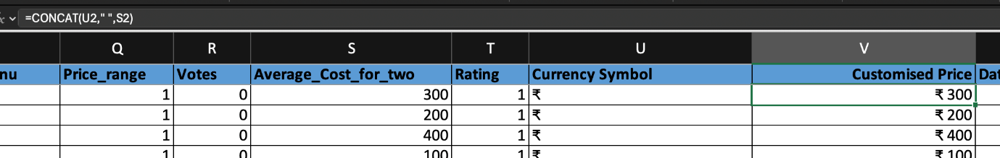 =CONCAT(U2," ",S2)
Q R S T U V
nu Price_range Votes Average_Cost_for_two Rating Currency Symbol Customised Price Dat
1 0 300 1 ₹ ₹ 300
1 0 200 1 ₹ ₹ 200
1 0 400 1 ₹ ₹ 400
1 0 100 1 ₹ ₹ 100